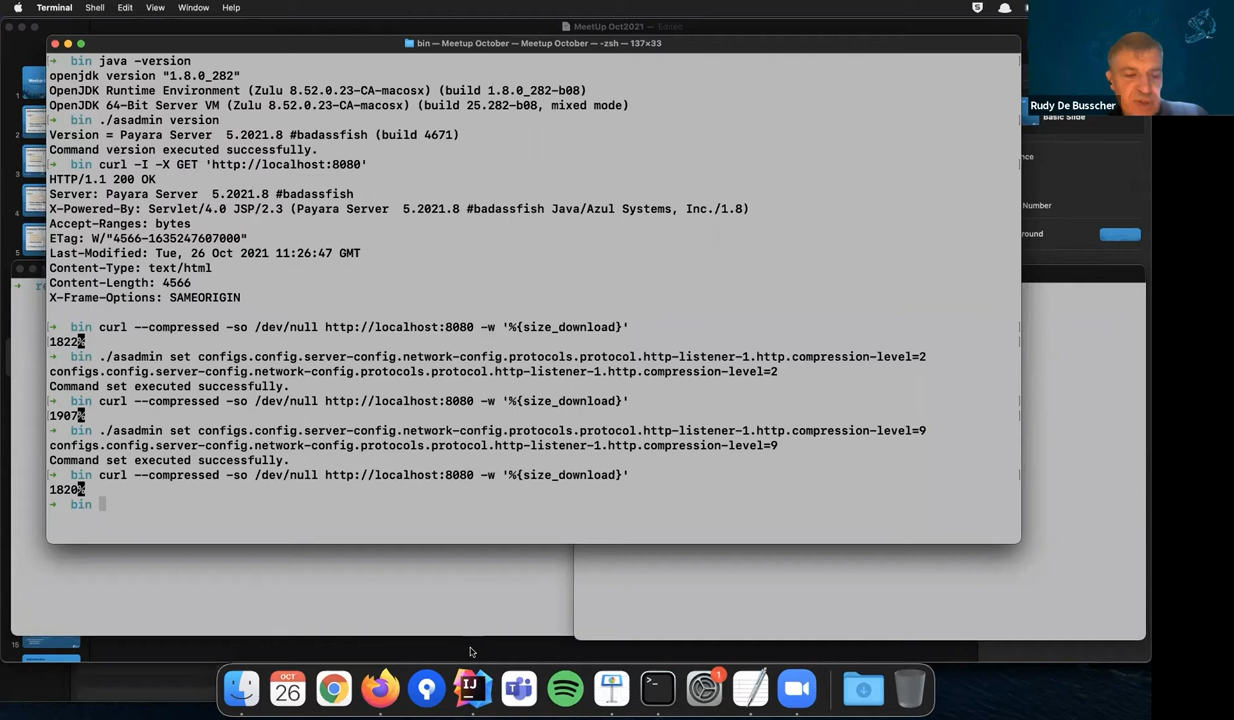 Terminal Shell Edit View Window Help
MeetUp Oct2021 — Edited
bin — Meetup October — Meetup October — -zsh — 137×33
➜ bin java -version
openjdk version "1.8.0_282"
OpenJDK Runtime Environment (Zulu 8.52.0.23-CA-macosx) (build 1.8.0_282-b08)
OpenJDK 64-Bit Server VM (Zulu 8.52.0.23-CA-macosx) (build 25.282-b08, mixed mode)
➜ bin ./asadmin version
Version = Payara Server 5.2021.8 #badassfish (build 4671)
Command version executed successfully.
➜ bin curl -I -X GET 'http://localhost:8080'
HTTP/1.1 200 OK
Server: Payara Server 5.2021.8 #badassfish
X-Powered-By: Servlet/4.0 JSP/2.3 (Payara Server 5.2021.8 #badassfish Java/Azul Systems, Inc./1.8)
Accept-Ranges: bytes
ETag: W/"4566-1635247607000"
Last-Modified: Tue, 26 Oct 2021 11:26:47 GMT
Content-Type: text/html
Content-Length: 4566
X-Frame-Options: SAMEORIGIN
➜ bin curl --compressed -so /dev/null http://localhost:8080 -w '%{size_download}'
1822%
➜ bin ./asadmin set configs.config.server-config.network-config.protocols.protocol.http-listener-1.http.compression-level=2
configs.config.server-config.network-config.protocols.protocol.http-listener-1.http.compression-level=2
Command set executed successfully.
➜ bin curl --compressed -so /dev/null http://localhost:8080 -w '%{size_download}'
1907%
➜ bin ./asadmin set configs.config.server-config.network-config.protocols.protocol.http-listener-1.http.compression-level=9
configs.config.server-config.network-config.protocols.protocol.http-listener-1.http.compression-level=9
Command set executed successfully.
➜ bin curl --compressed -so /dev/null http://localhost:8080 -w '%{size_download}'
1820%
➜ bin
Rudy De Busscher
Basic Slide
Number
1
2
3
4
5
15
OCT
26
IJ
1